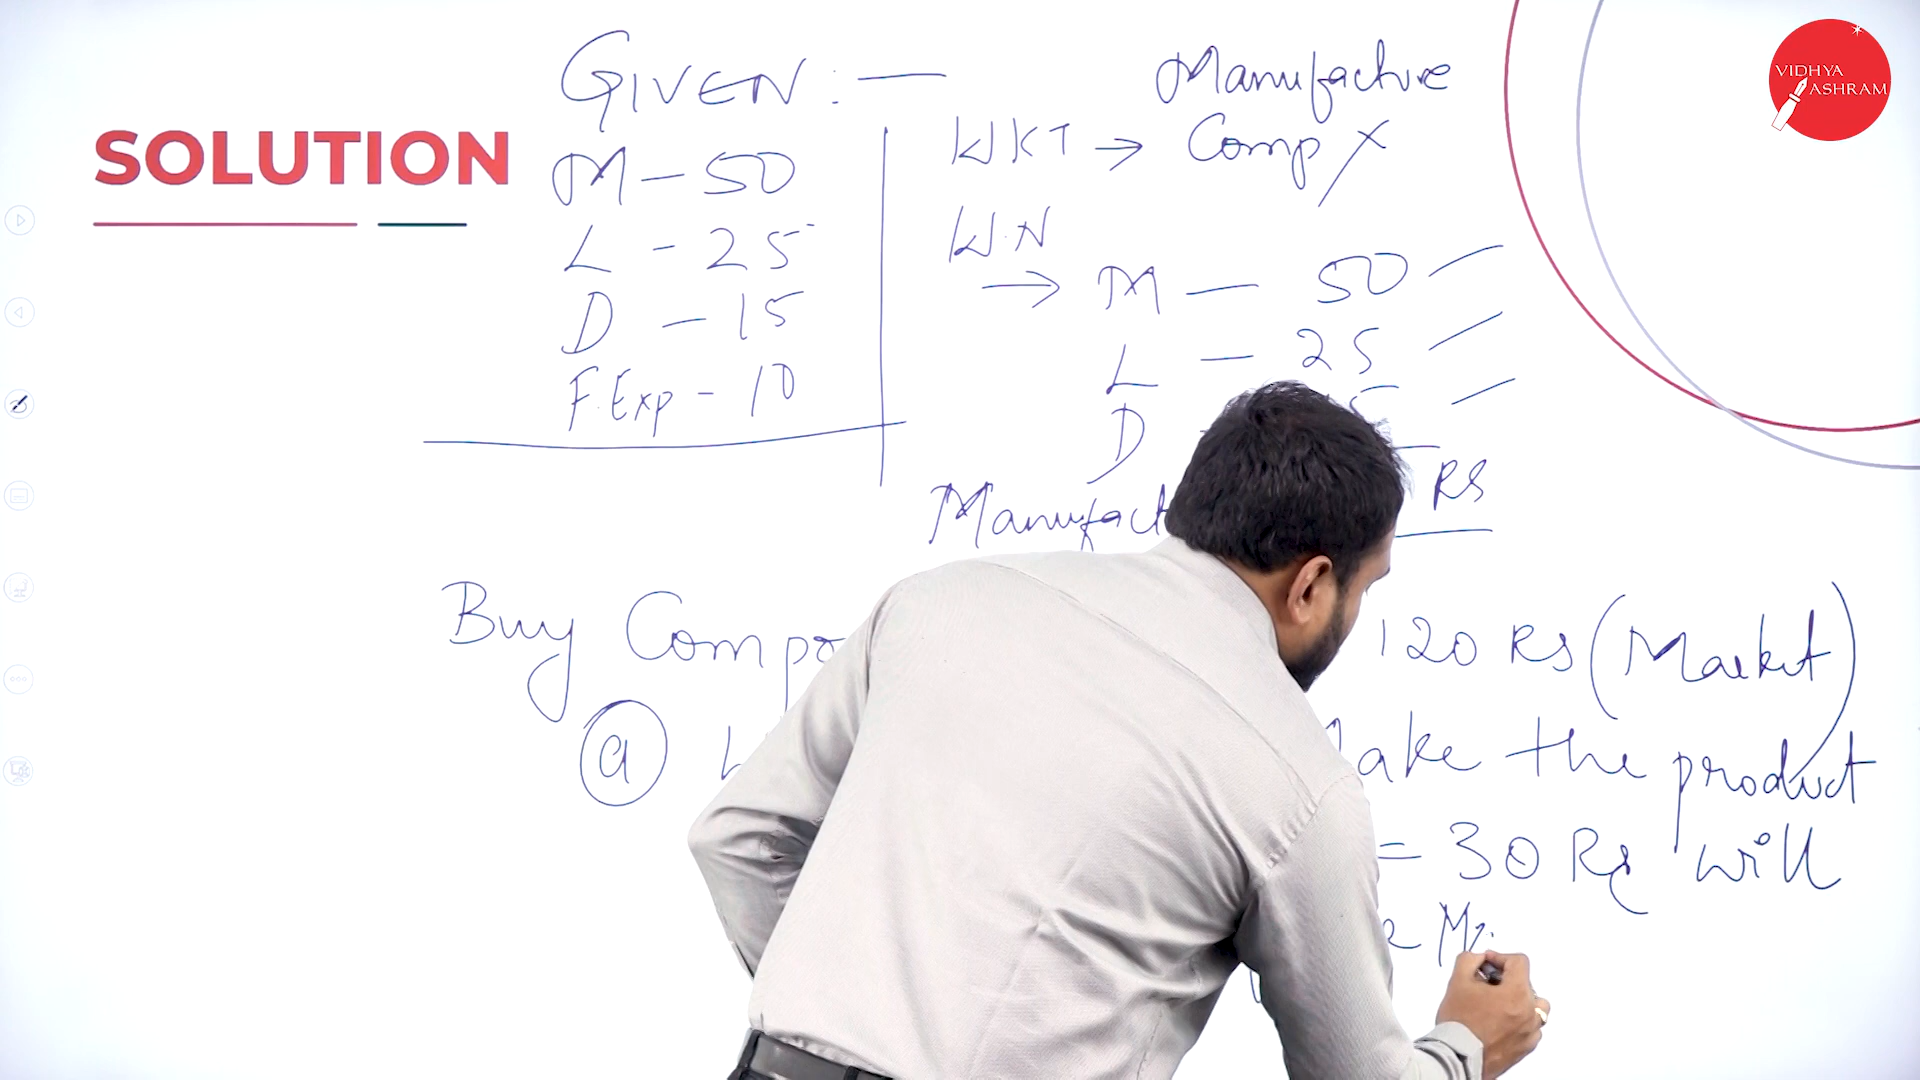 VIDHYA
ASHRAM
SOLUTION
GIVEN:—
M — 50
L - 25
D — 15
F. Exp - 10
Manufacture
WKT → Comp X
W.N
→ M — 50
L — 25
D
RS
Manufact
Buy Compo
120 RS (Market)
a
ake the product
= 30 Rs will